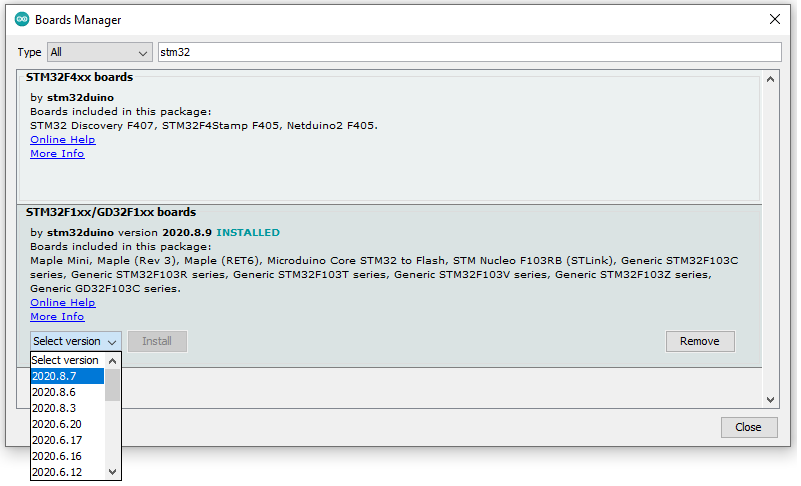 Boards Manager
Type All stm32
STM32F4xx boards
by stm32duino
Boards included in this package:
STM32 Discovery F407, STM32F4Stamp F405, Netduino2 F405.
Online Help
More Info
STM32F1xx/GD32F1xx boards
by stm32duino version 2020.8.9 INSTALLED
Boards included in this package:
Maple Mini, Maple (Rev 3), Maple (RET6), Microduino Core STM32 to Flash, STM Nucleo F103RB (STLink), Generic STM32F103C
series, Generic STM32F103R series, Generic STM32F103T series, Generic STM32F103V series, Generic STM32F103Z series,
Generic GD32F103C series.
Online Help
More Info
Select version Install Remove
Select version
2020.8.7
2020.8.6
2020.8.3
2020.6.20
2020.6.17
2020.6.16
2020.6.12
Close